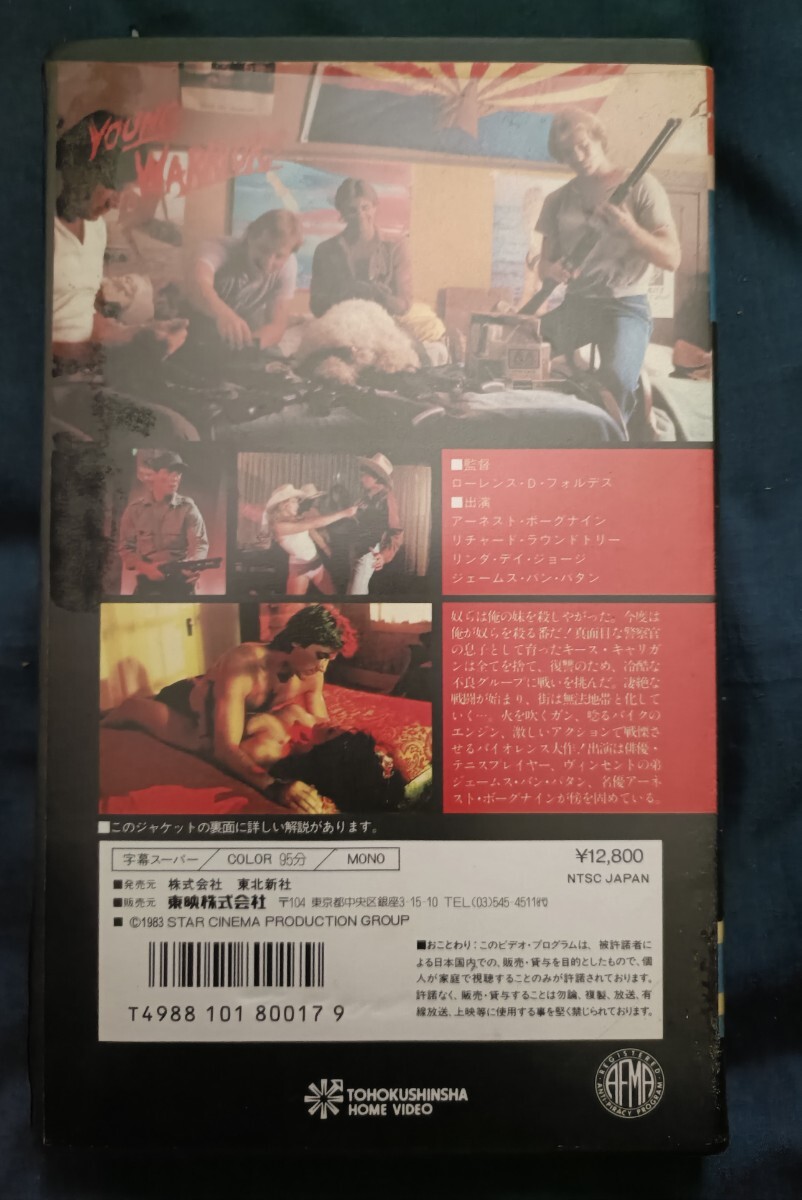 YOUNG
WARRIORS
■監督
ローレンス・D・フォルデス
■出演
アーネスト・ボーグナイン
リチャード・ラウンドトリー
リンダ・デイ・ジョージ
ジェームス・バン・パタン
奴らは俺の妹を殺しやがった。今度は
俺が奴らを殺る番だ!真面目な警察官
の息子として育ったキース・キャリガ
ンは全てを捨て、復讐のため、冷酷な
不良グループに戦いを挑んだ。凄絶な
戦闘が始まり、街は無法地帯と化して
いく…。火を吹くガン、唸るバイクの
エンジン、激しいアクションで戦慄さ
せるバイオレンス大作!出演は俳優・
テニスプレイヤー、ヴィンセントの弟
ジェームス・バン・パタン、名優アーネ
スト・ボーグナインが脇を固めている。
■このジャケットの裏面に詳しい解説があります。
字幕スーパー/COLOR 95分/MONO
¥12,800
NTSC JAPAN
■発売元 株式会社 東北新社
■販売元 東映株式会社 〒104 東京都中央区銀座3-15-10 TEL(03)545-4511㈹
■ ©1983 STAR CINEMA PRODUCTION GROUP
■おことわり:このビデオ・プログラムは、被許諾者によ
る日本国内での、販売・貸与を目的としたもので、個
人が家庭で視聴することのみが許諾されております。
許諾なく、販売・貸与することは勿論、複製、放送、有
線放送、上映等に使用する事を堅く禁じられております。
T4988 101 80017 9
TOHOKUSHINSHA
HOME VIDEO
REGISTERED
AFMA
ANTI-PIRACY PROGRAM